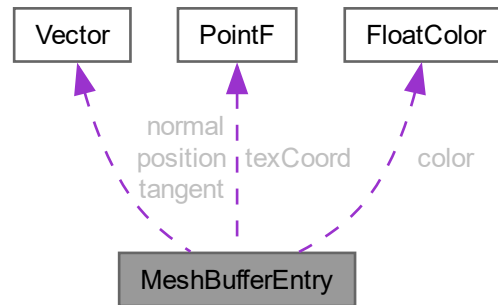 Vector
PointF
FloatColor
normal
position
tangent
texCoord
color
MeshBufferEntry